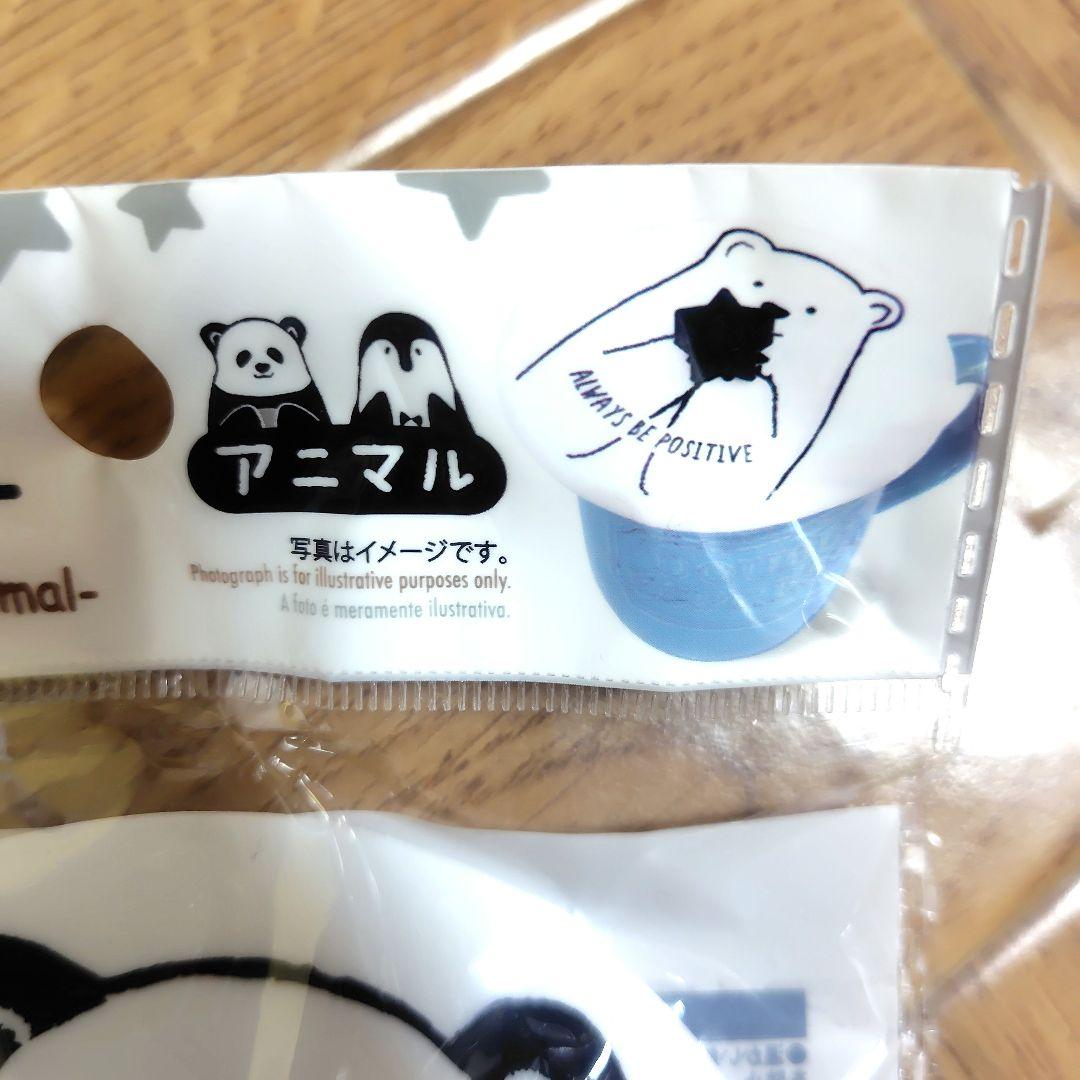 アニマル
写真はイメージです。
Photograph is for illustrative purposes only.
A foto é meramente ilustrativa.
mal-
ALWAYS BE POSITIVE